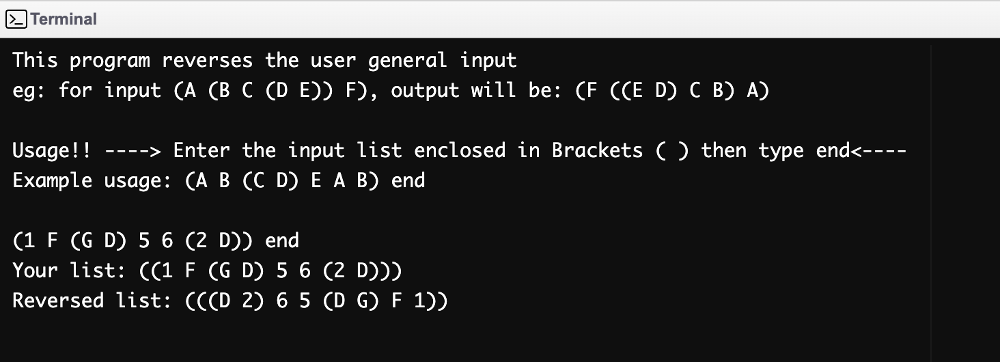 Terminal
This program reverses the user general input
eg: for input (A (B C (D E)) F), output will be: (F ((E D) C B) A)
Usage!! ----> Enter the input list enclosed in Brackets ( ) then type end<----
Example usage: (A B (C D) E A B) end
(1 F (G D) 5 6 (2 D)) end
Your list: ((1 F (G D) 5 6 (2 D)))
Reversed list: (((D 2) 6 5 (D G) F 1))